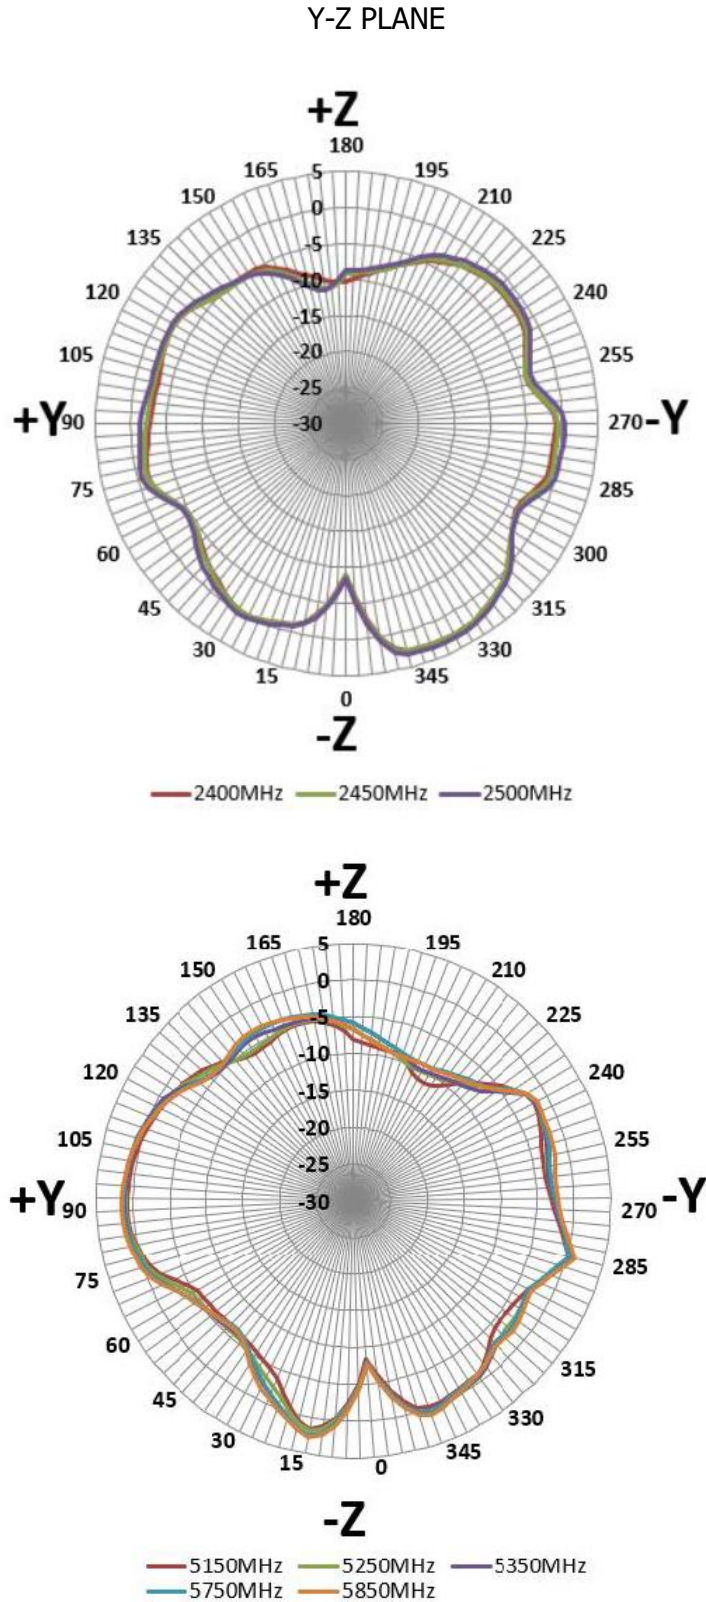 Y-Z PLANE
+Z
180
165 5 195
150 0 210
135 -5 225
-10
120 -15 240
105 -20 255
-25
+Y 90 -30 270 -Y
75 285
60 300
45 315
30 330
15 345
0
-Z
2400MHz 2450MHz 2500MHz
+Z
180
165 5 195
150 0 210
135 -5 225
-10
120 -15 240
105 -20 255
-25
+Y 90 -30 270 -Y
75 285
60
45 315
30 330
15 0 345
-Z
5150MHz 5250MHz 5350MHz
5750MHz 5850MHz